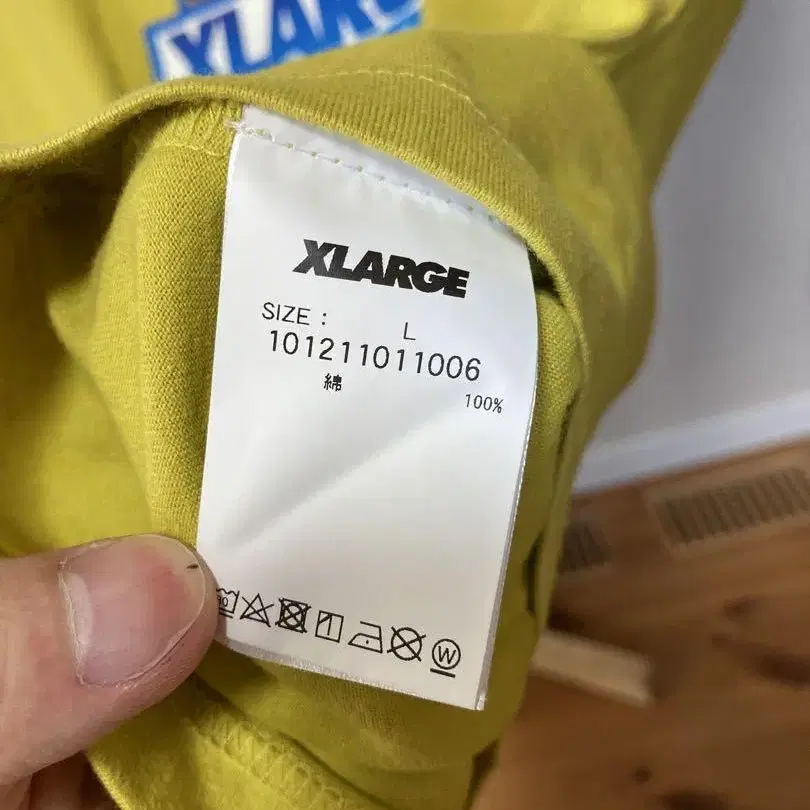 XLARGE
XLARGE
SIZE : L
101211011006
綿 100%
W